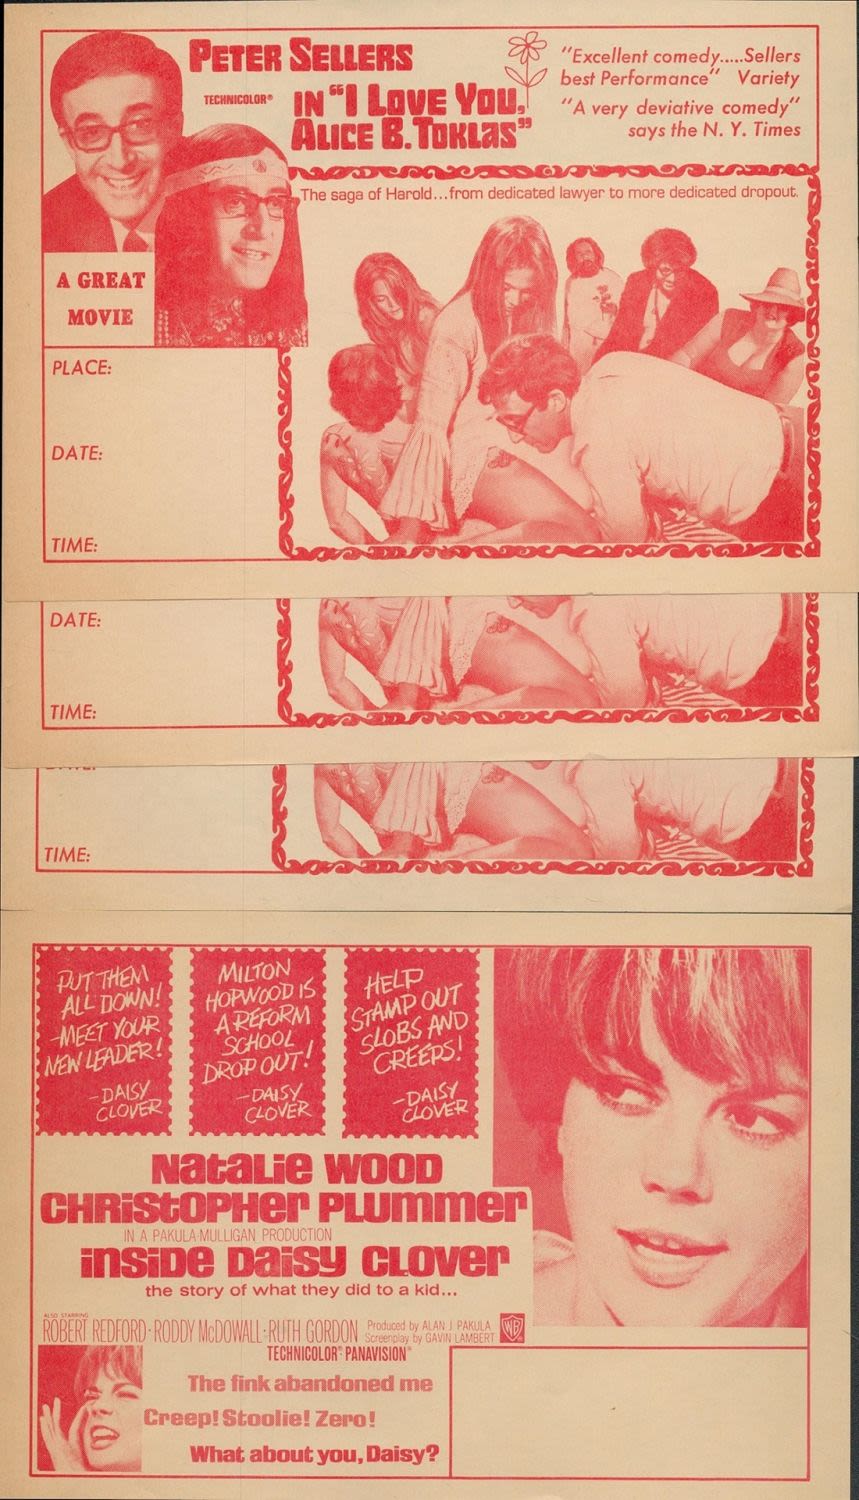 PETER SELLERS
TECHNICOLOR®
IN "I LOVE YOU,
ALICE B. TOKLAS"
"Excellent comedy.....Sellers
best Performance" Variety
"A very deviative comedy"
says the N. Y. Times
The saga of Harold...from dedicated lawyer to more dedicated dropout.
A GREAT
MOVIE
PLACE:
DATE:
TIME:
DATE:
TIME:
TIME:
PUT THEM
ALL DOWN!
MEET YOUR
NEW LEADER!
-DAISY
CLOVER
MILTON
HOPWOOD IS
A REFORM
SCHOOL
DROP OUT!
-DAISY
CLOVER
HELP
STAMP OUT
SLOBS AND
CREEPS!
-DAISY
CLOVER
NATALIE WOOD
CHRISTOPHER PLUMMER
IN A PAKULA-MULLIGAN PRODUCTION
INSIDE DAISY CLOVER
the story of what they did to a kid...
ALSO STARRING
ROBERT REDFORD · RODDY McDOWALL · RUTH GORDON
Produced by ALAN J PAKULA
Screenplay by GAVIN LAMBERT
WB
TECHNICOLOR® PANAVISION®
The fink abandoned me
Creep! Stoolie! Zero!
What about you, Daisy?